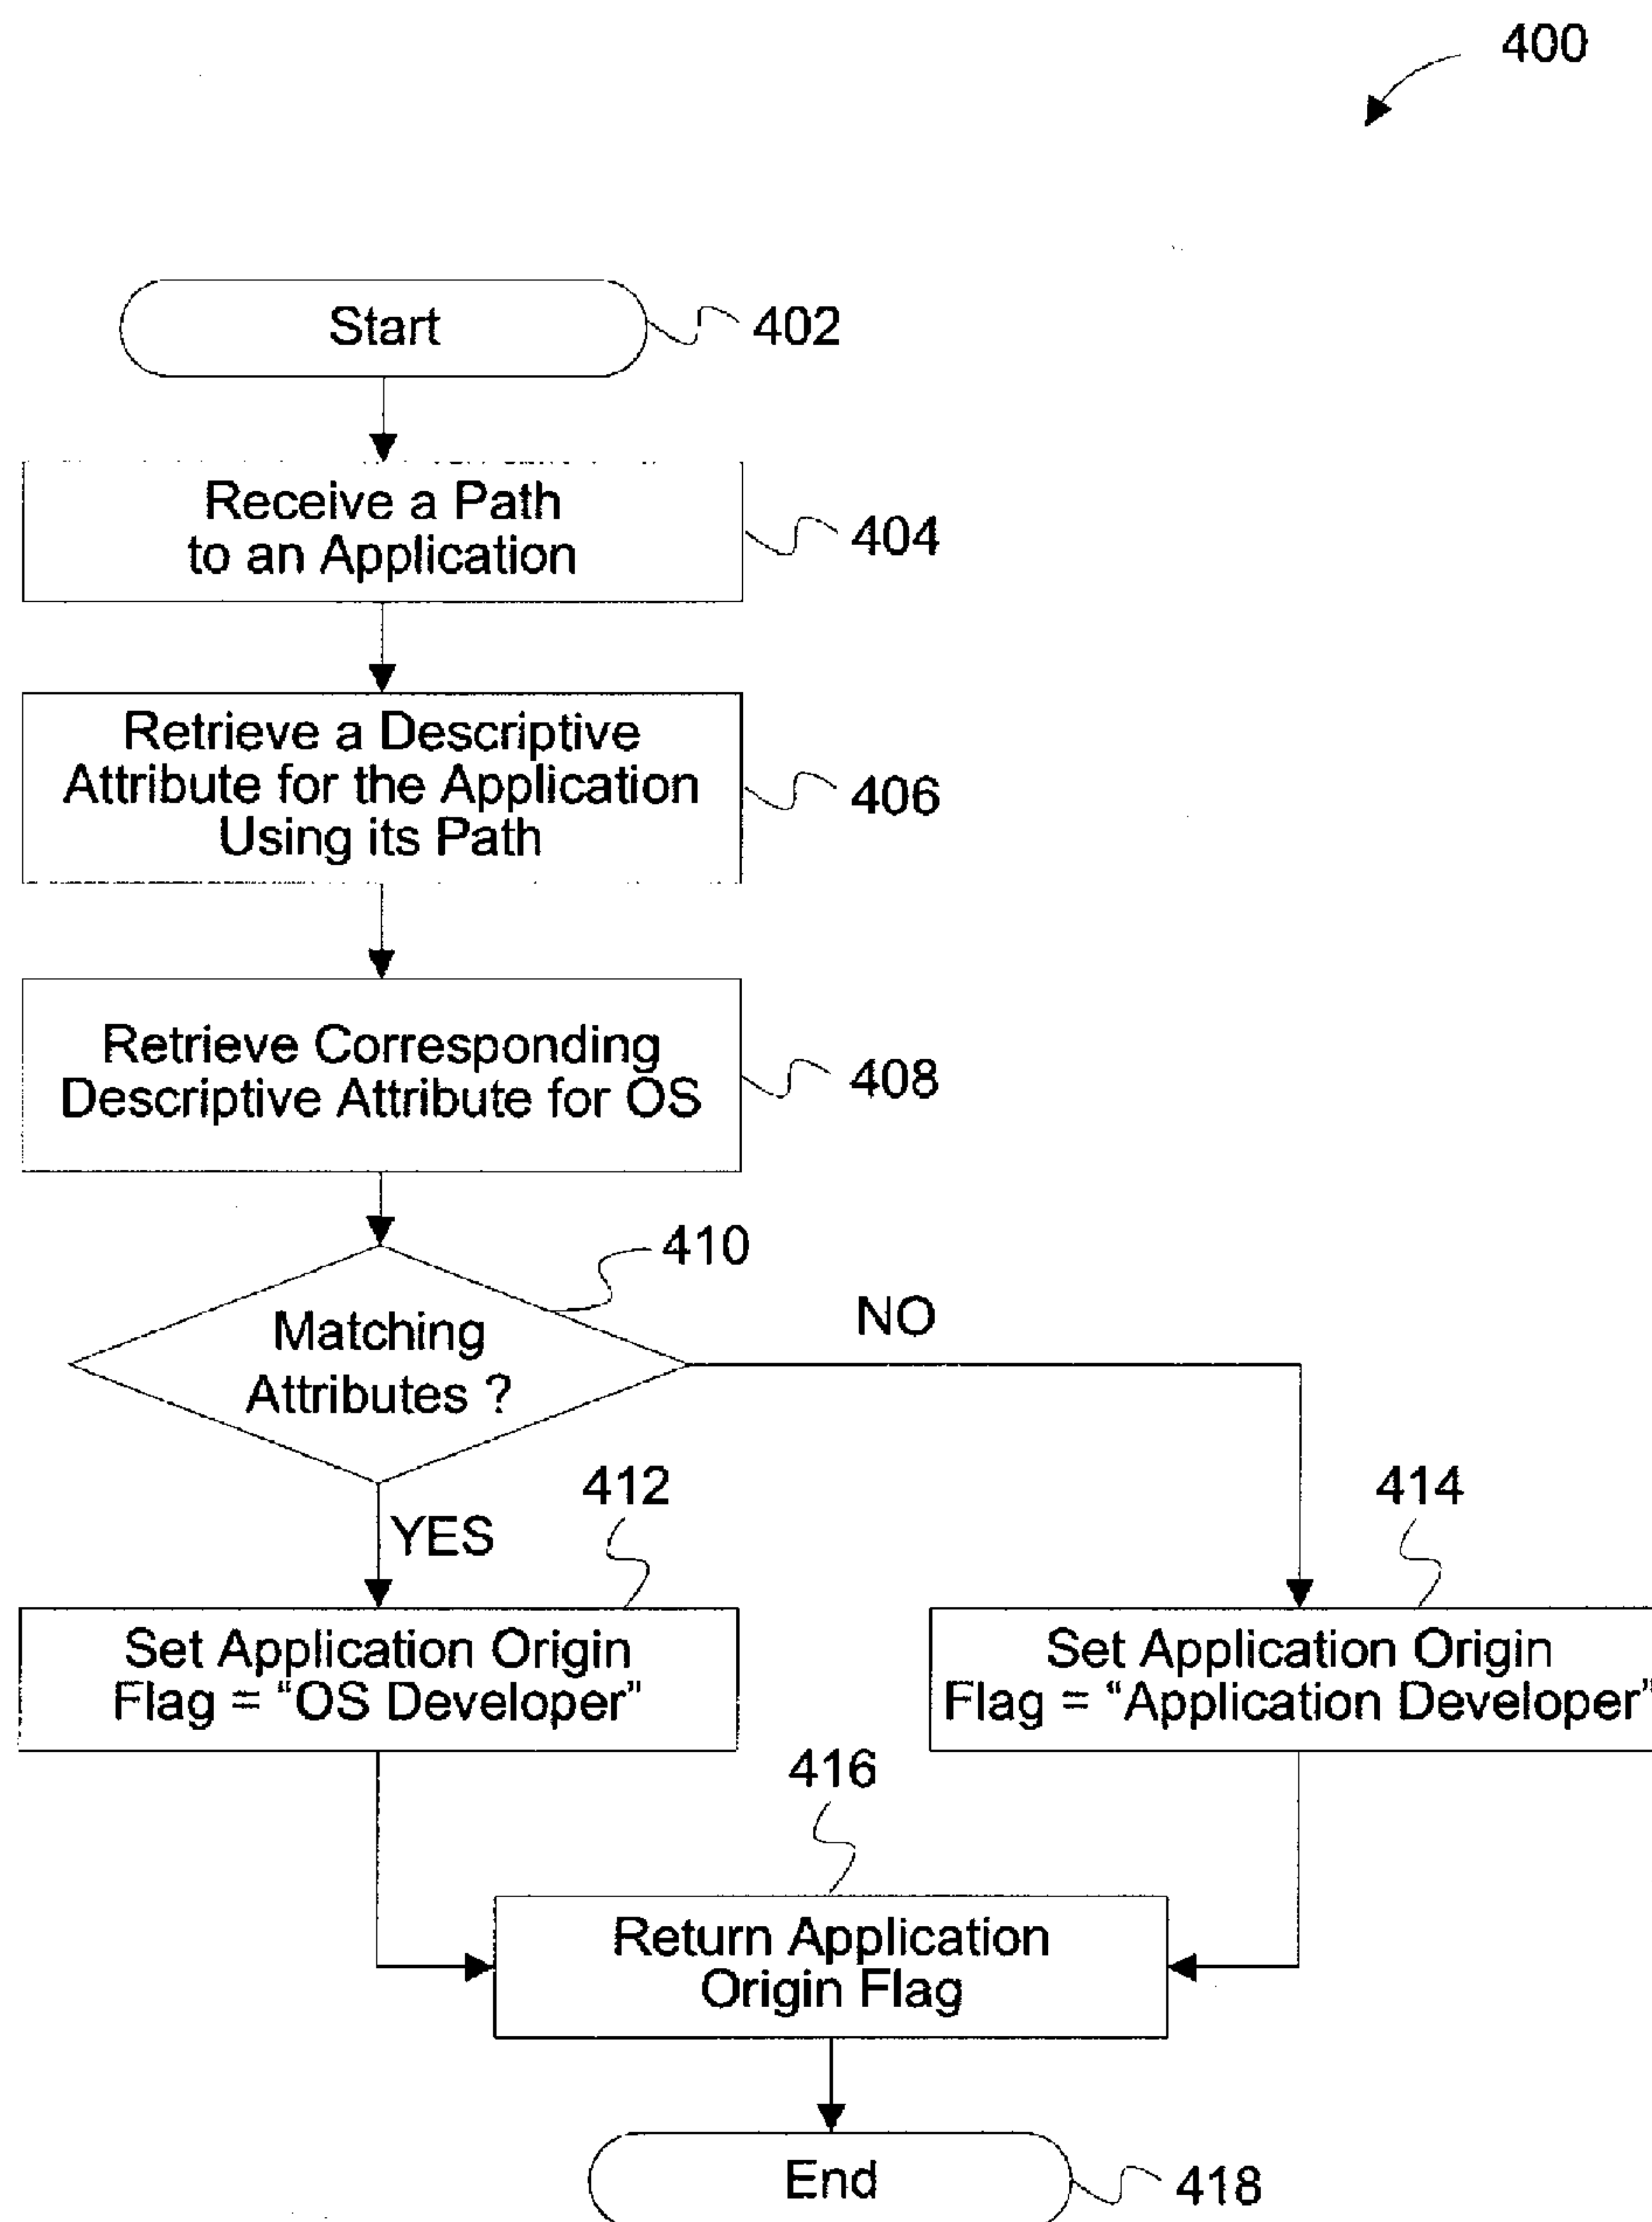 400
Start
402
Receive a Path
to an Application
404
Retrieve a Descriptive
Attribute for the Application
Using its Path
406
Retrieve Corresponding
Descriptive Attribute for OS
408
410
Matching
Attributes ?
NO
YES
412
414
Set Application Origin
Flag = “OS Developer”
Set Application Origin
Flag = “Application Developer”
416
Return Application
Origin Flag
End
418